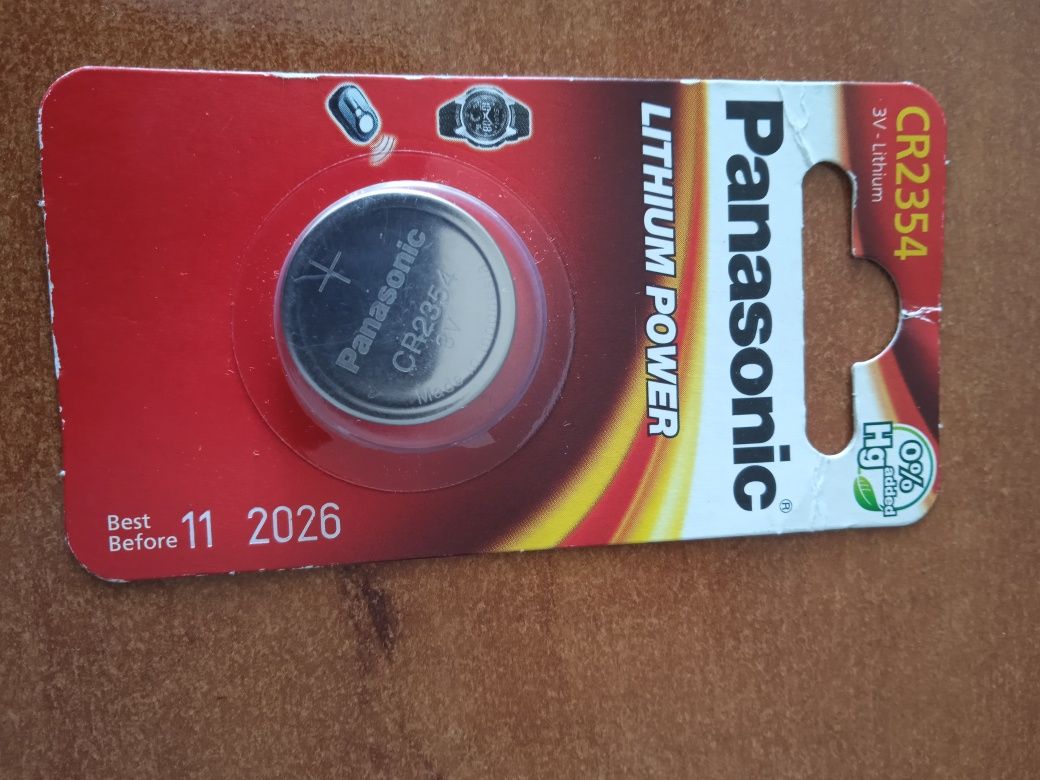 CR2354
3V - Lithium
Panasonic®
LITHIUM POWER
0%
Hg added
+
Panasonic
CR2354
3V
Best
Before 11 2026